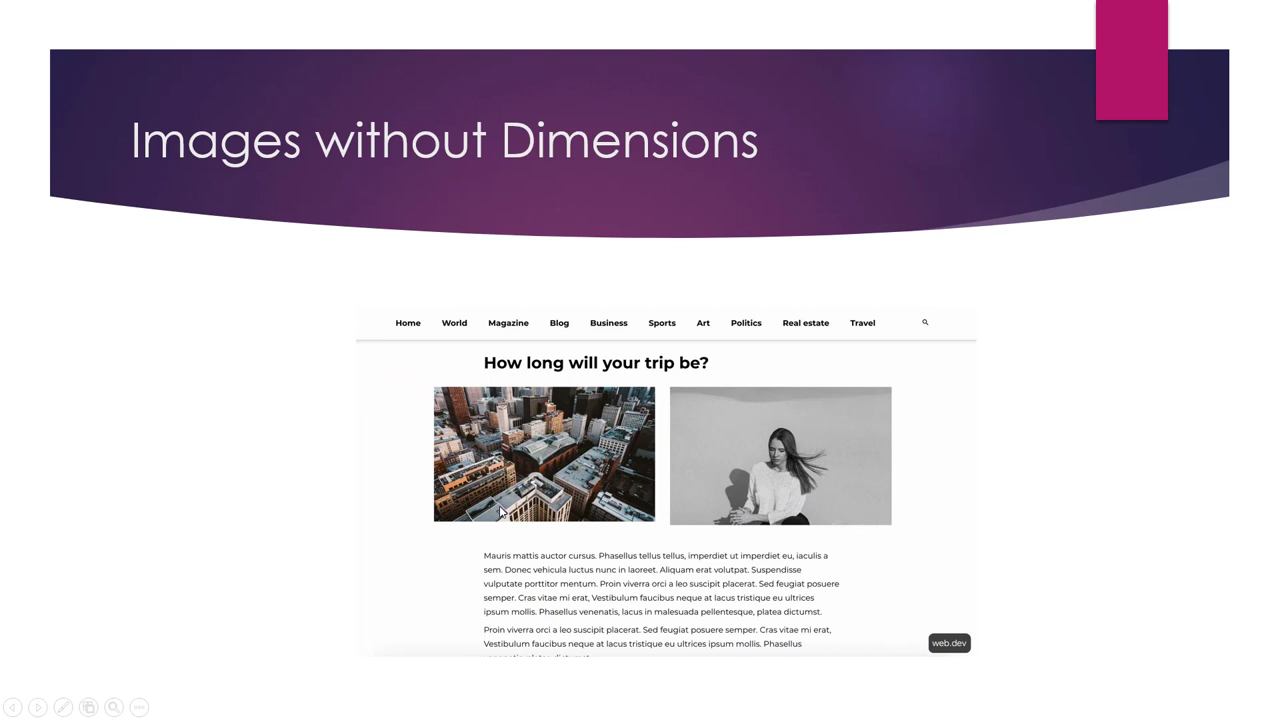 Images without Dimensions
Home World Magazine Blog Business Sports Art Politics Real estate Travel
How long will your trip be?
Mauris mattis auctor cursus. Phasellus tellus tellus, imperdiet ut imperdiet eu, iaculis a
sem. Donec vehicula luctus nunc in laoreet. Aliquam erat volutpat. Suspendisse
vulputate porttitor mentum. Proin viverra orci a leo suscipit placerat. Sed feugiat posuere
semper. Cras vitae mi erat, Vestibulum faucibus neque at lacus tristique eu ultrices
ipsum mollis. Phasellus venenatis, lacus in malesuada pellentesque, platea dictumst.
Proin viverra orci a leo suscipit placerat. Sed feugiat posuere semper. Cras vitae mi erat,
Vestibulum faucibus neque at lacus tristique eu ultrices ipsum mollis. Phasellus
web.dev